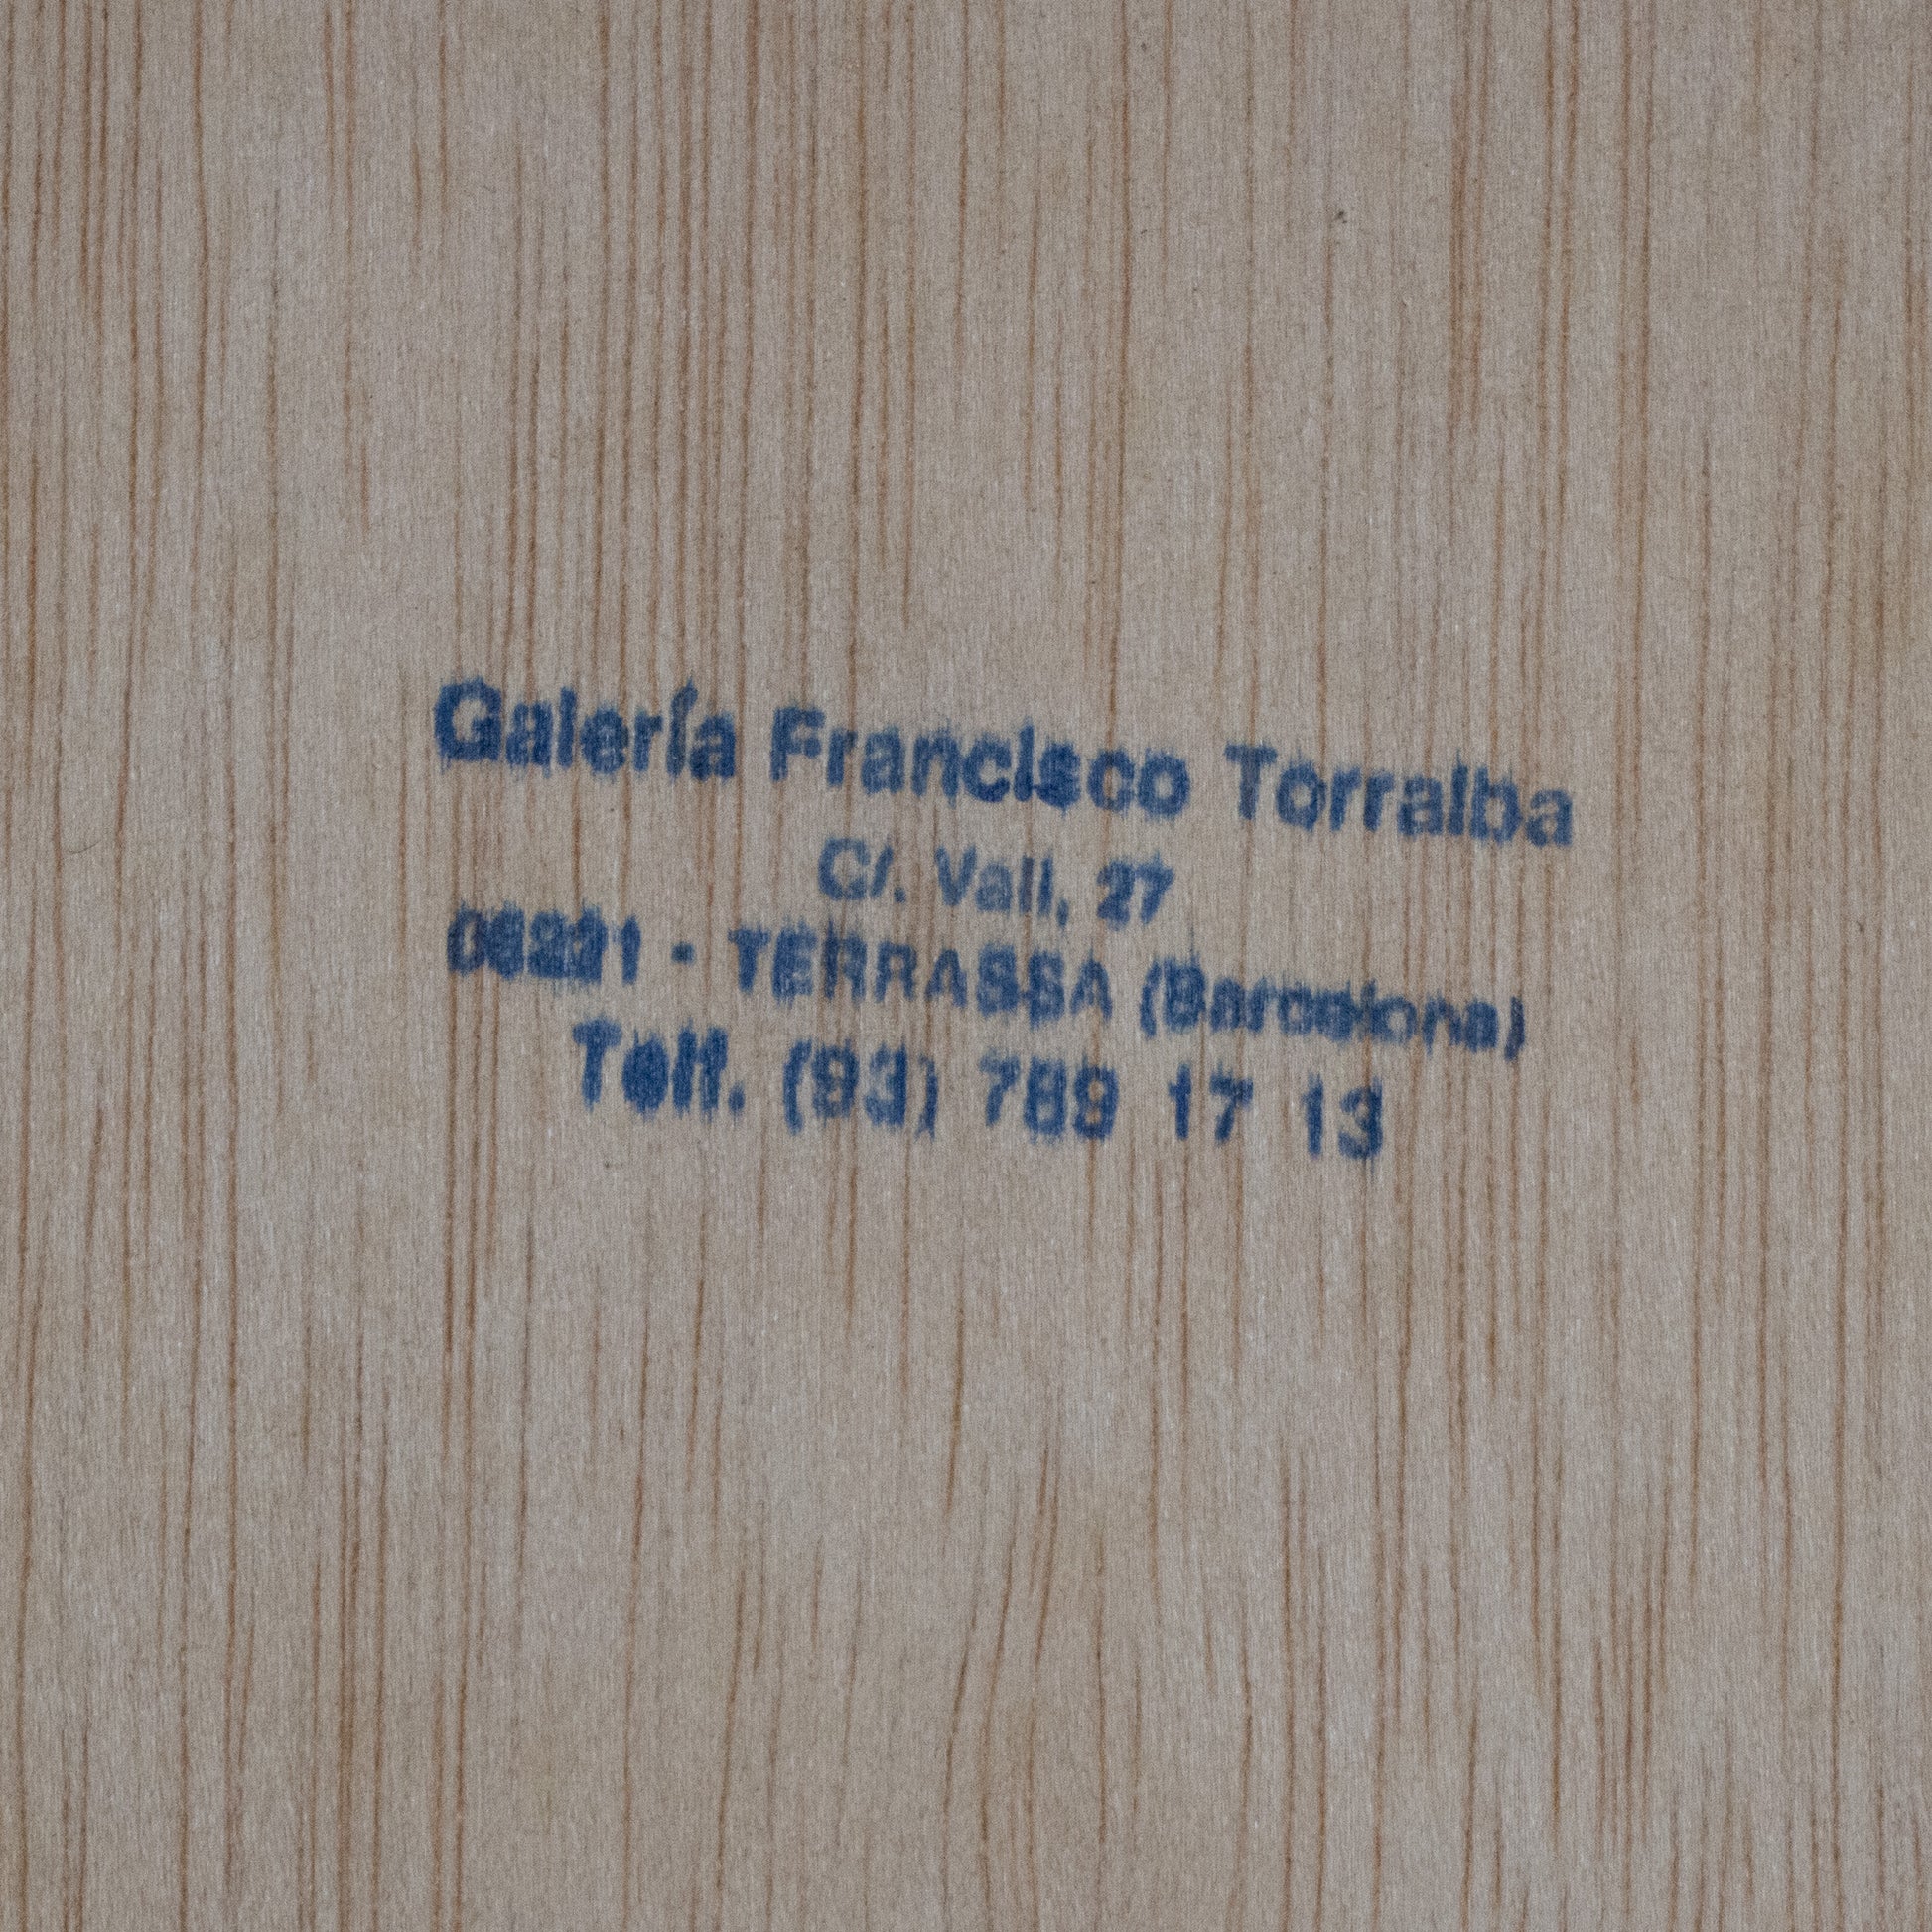 Galería Francisco Torralba
C/. Vall, 27
08221 - TERRASSA (Barcelona)
Telf. (93) 789 17 13